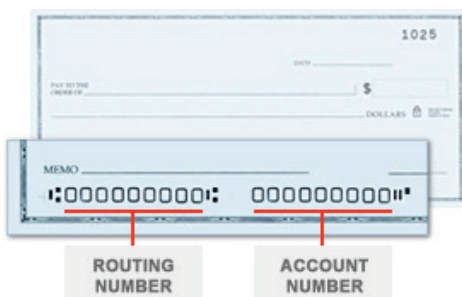 1025
DATE
PAY TO THE
ORDER OF
$
DOLLARS
MEMO
⑆000000000⑆ 000000000⑈
ROUTING
NUMBER
ACCOUNT
NUMBER